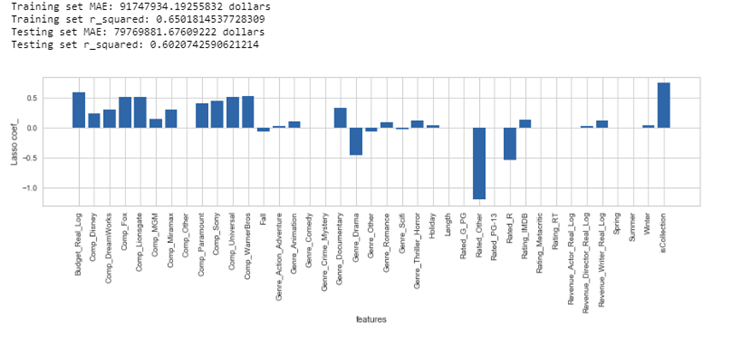 Training set MAE: 91747934.19255832 dollars
Training set r_squared: 0.6501814537728309
Testing set MAE: 79769881.67609222 dollars
Testing set r_squared: 0.6020742590621214
0.5
0.0
−0.5
−1.0
Lasso coef_
Budget_Real_Log
Comp_Disney
Comp_DreamWorks
Comp_Fox
Comp_Lionsgate
Comp_MGM
Comp_Miramax
Comp_Other
Comp_Paramount
Comp_Sony
Comp_Universal
Comp_WarnerBros
Fall
Genre_Action_Adventure
Genre_Animation
Genre_Comedy
Genre_Crime_Mystery
Genre_Documentary
Genre_Drama
Genre_Other
Genre_Romance
Genre_Scifi
Genre_Thriller_Horror
Holiday
Length
Rated_G_PG
Rated_Other
Rated_PG-13
Rated_R
Rating_IMDB
Rating_Metacritic
Rating_RT
Revenue_Actor_Real_Log
Revenue_Director_Real_Log
Revenue_Writer_Real_Log
Spring
Summer
Winter
isCollection
features